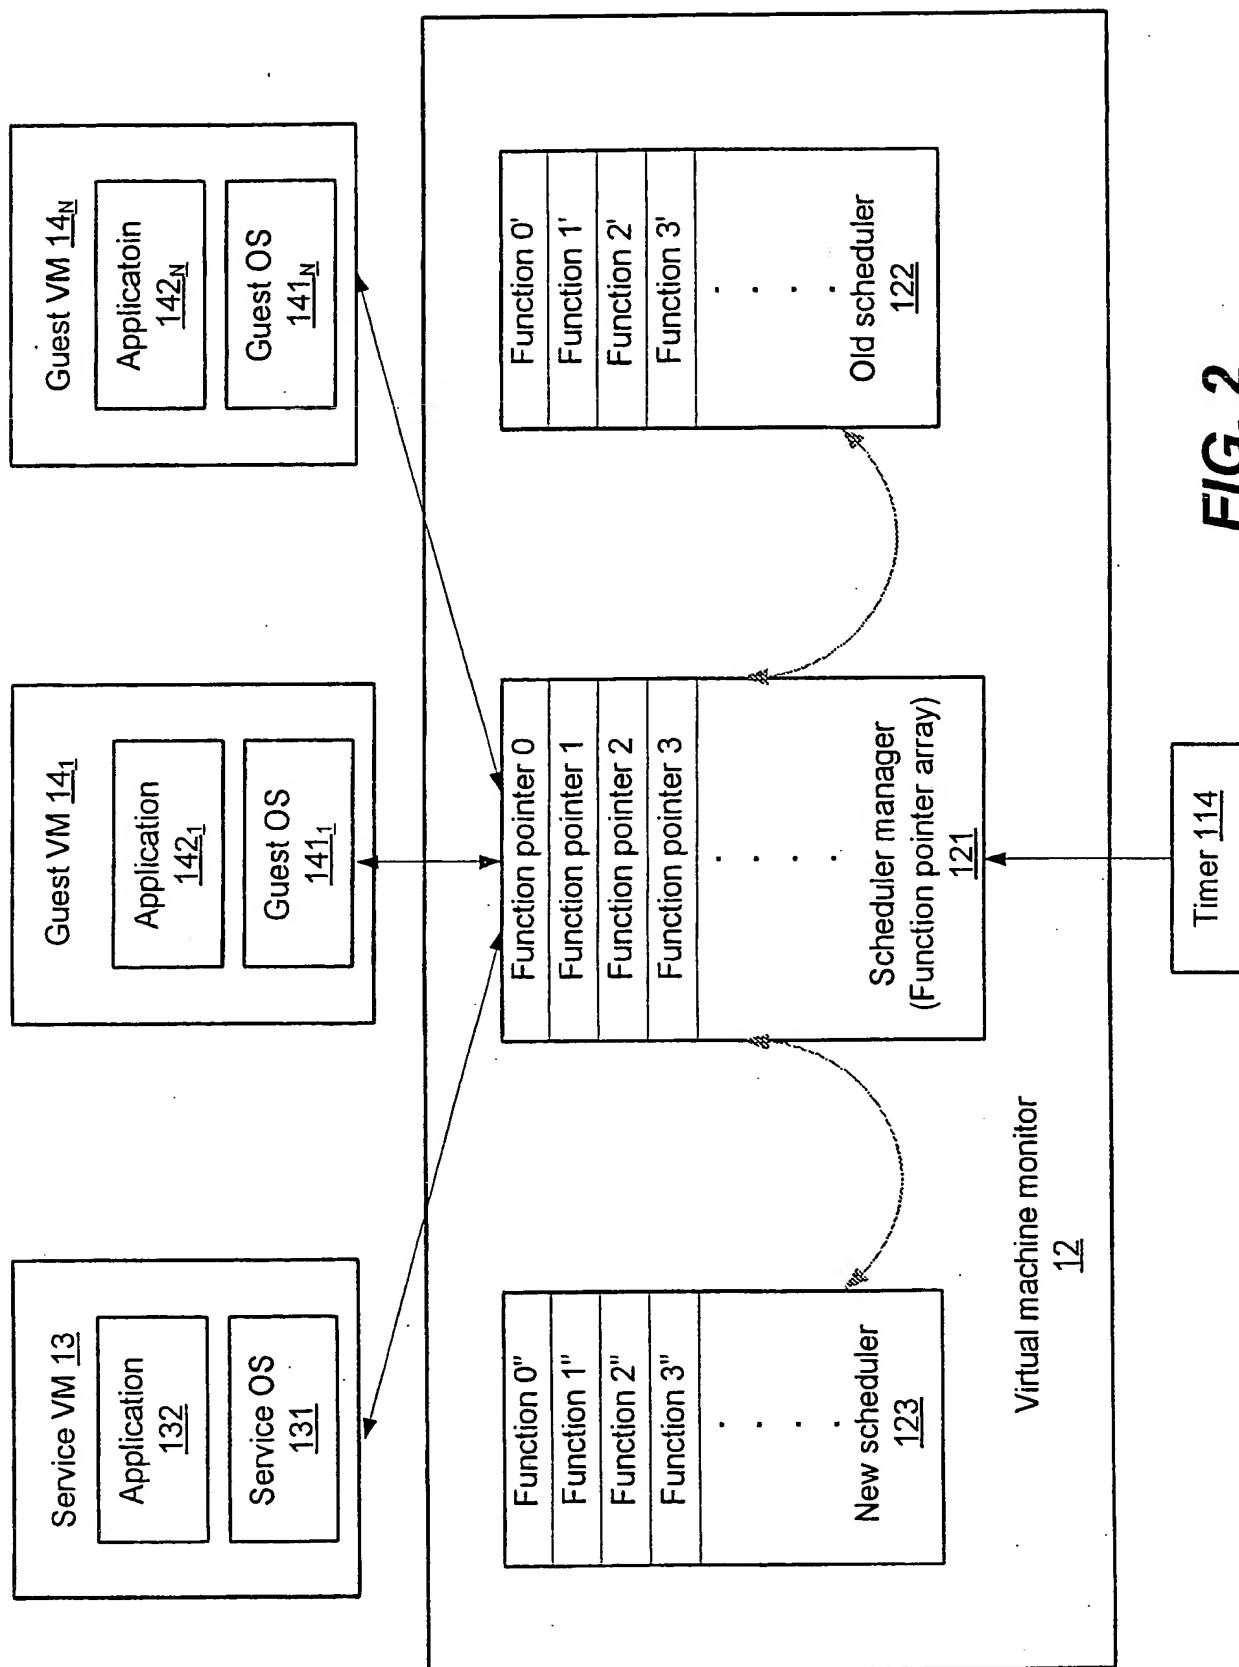 Service VM 13
Application
132
Service OS
131
Guest VM 14₁
Application
142₁
Guest OS
141₁
Guest VM 14N
Applicatoin
142N
Guest OS
141N
Function 0"
Function 1"
Function 2"
Function 3"
. . . .
New scheduler
123
Function pointer 0
Function pointer 1
Function pointer 2
Function pointer 3
. . . .
Scheduler manager
(Function pointer array)
121
Function 0'
Function 1'
Function 2'
Function 3'
. . . .
Old scheduler
122
Virtual machine monitor
12
Timer 114
FIG. 2